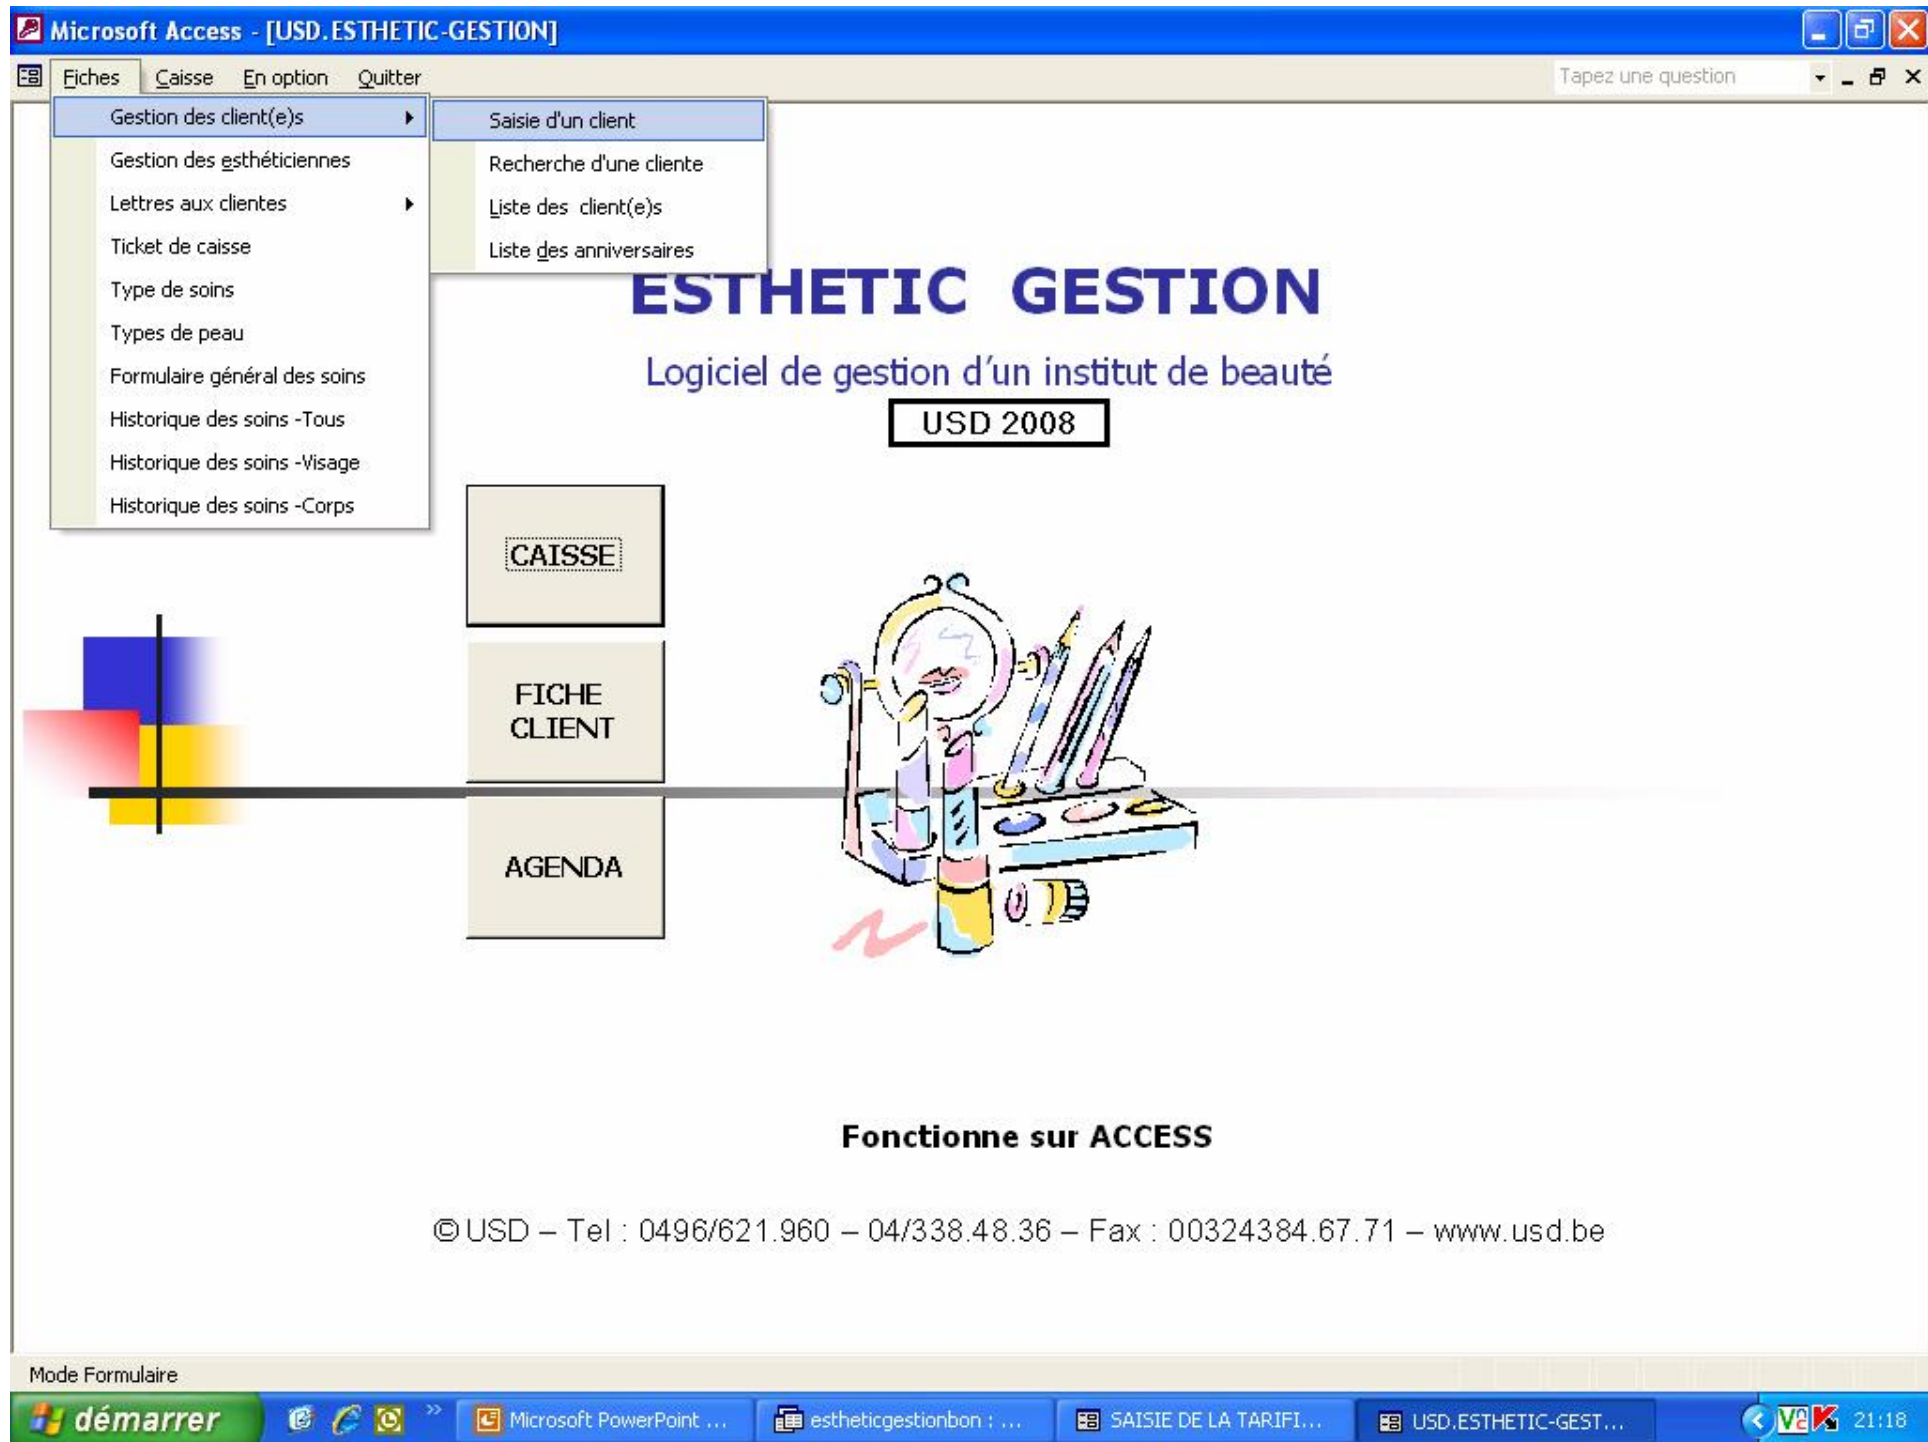 Microsoft Access - [USD.ESTHETIC-GESTION]
Fiches Caisse En option Quitter Tapez une question
Gestion des client(e)s
Gestion des esthéticiennes
Lettres aux clientes
Ticket de caisse
Type de soins
Types de peau
Formulaire général des soins
Historique des soins -Tous
Historique des soins -Visage
Historique des soins -Corps
Saisie d'un client
Recherche d'une cliente
Liste des client(e)s
Liste des anniversaires
ESTHETIC GESTION
Logiciel de gestion d'un institut de beauté
USD 2008
CAISSE
FICHE
CLIENT
AGENDA
Fonctionne sur ACCESS
©USD – Tel : 0496/621.960 – 04/338.48.36 – Fax : 00324384.67.71 – www.usd.be
Mode Formulaire
démarrer » Microsoft PowerPoint ... estheticgestionbon : ... SAISIE DE LA TARIFI... USD.ESTHETIC-GEST... 21:18